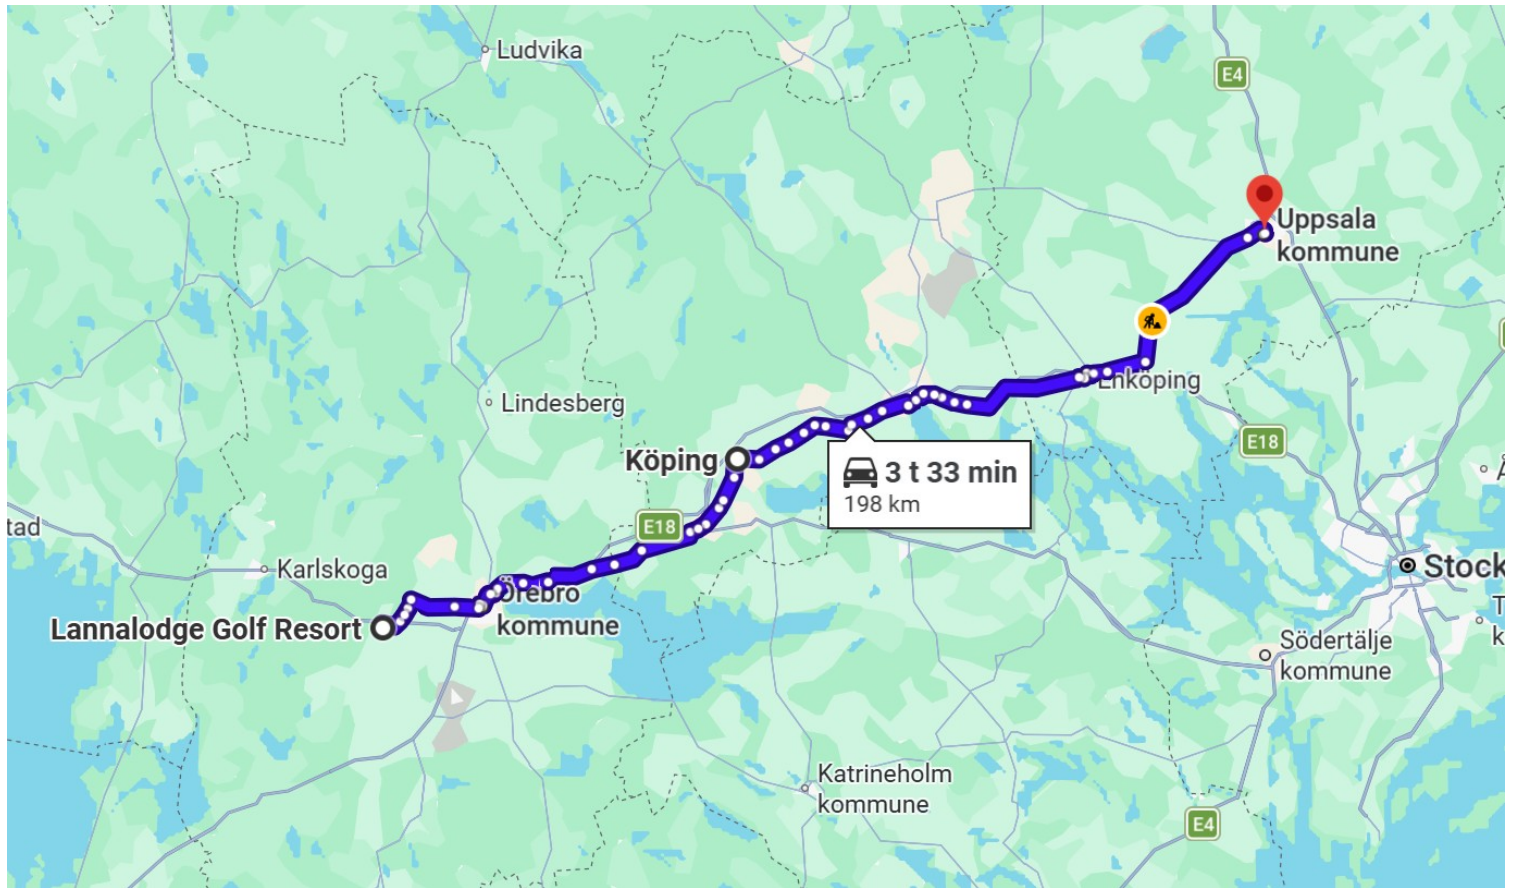 Ludvika
E4
Uppsala
kommune
Enköping
Lindesberg
E18
Köping
3 t 33 min
198 km
E18
tad
Karlskoga
Örebro
kommune
Lannalodge Golf Resort
Stock
Södertälje
kommune
T
k
Katrineholm
kommune
E4